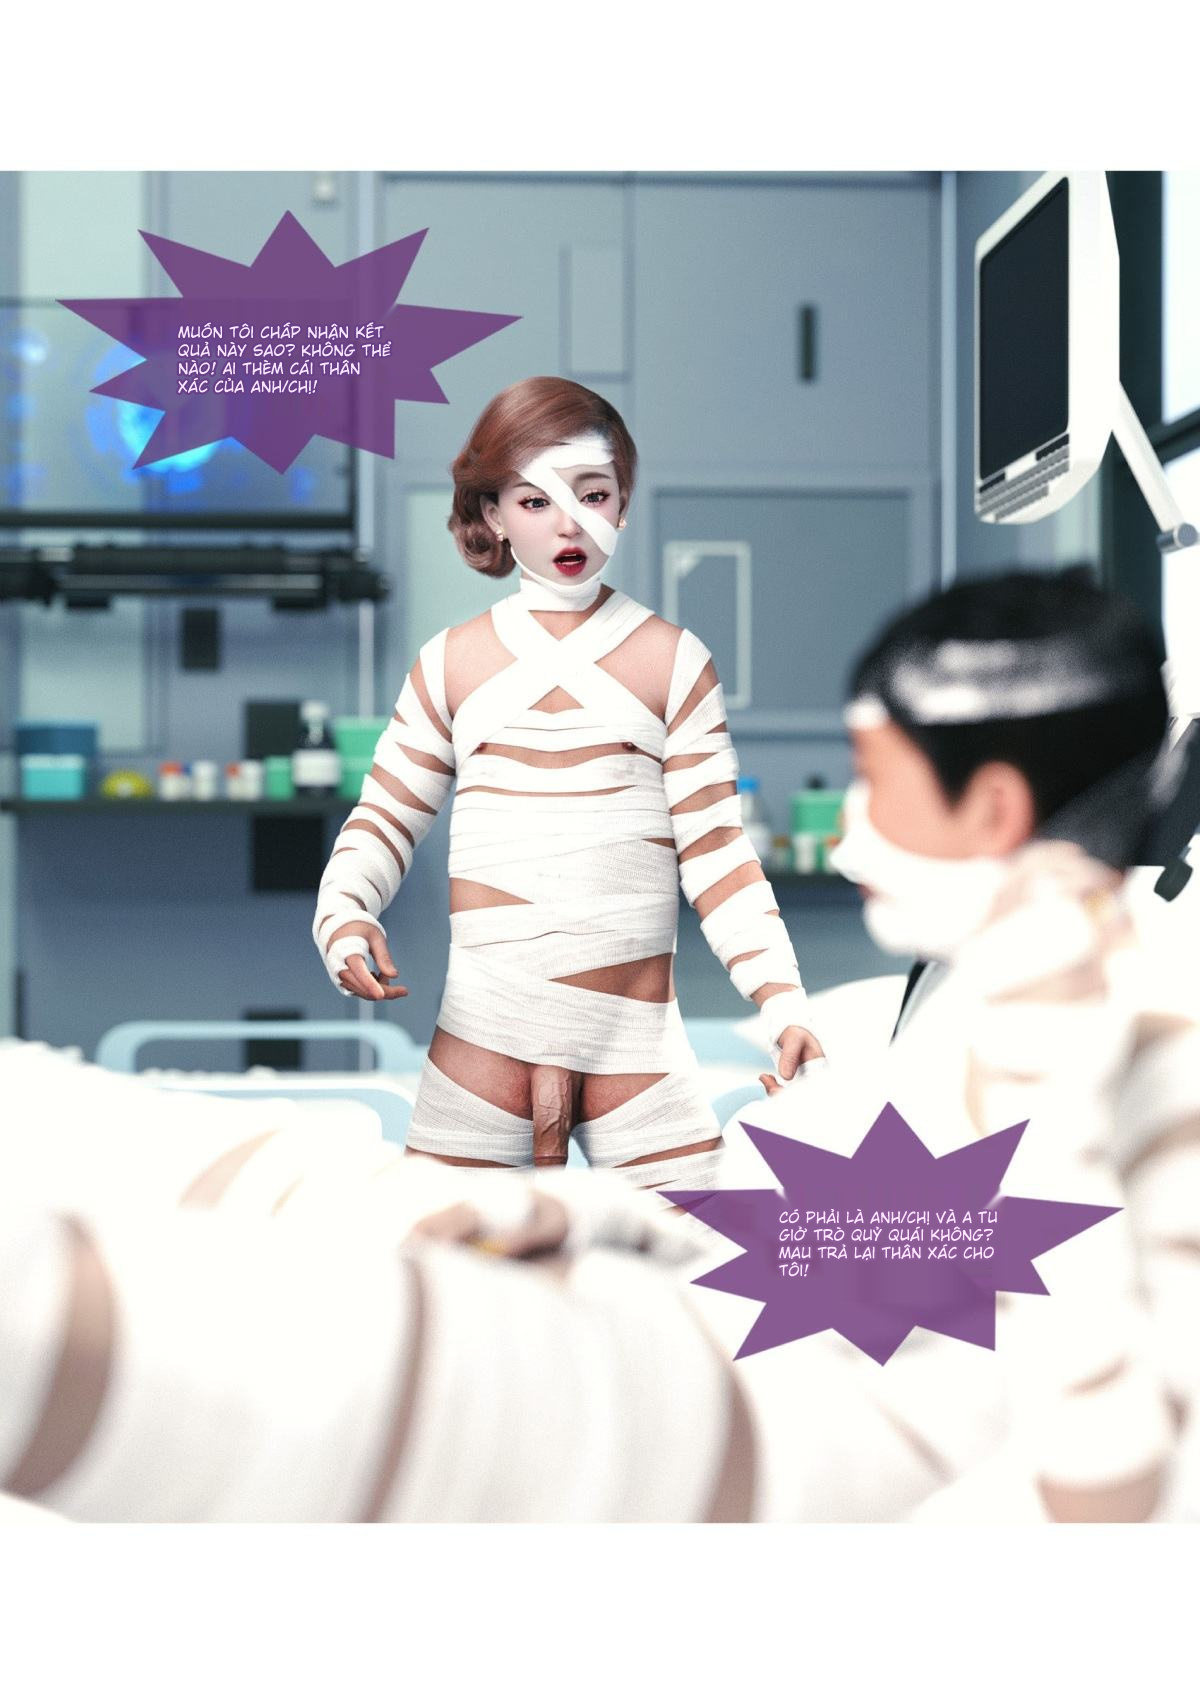 MUỐN TÔI CHẤP NHẬN KẾT
QUẢ NÀY SAO? KHÔNG THỂ
NÀO! AI THÈM CÁI THÂN
XÁC CỦA ANH/CHỊ!
CÓ PHẢI LÀ ANH/CHỊ VÀ A TU
GIỞ TRÒ QUỶ QUÁI KHÔNG?
MAU TRẢ LẠI THÂN XÁC CHO
TÔI!